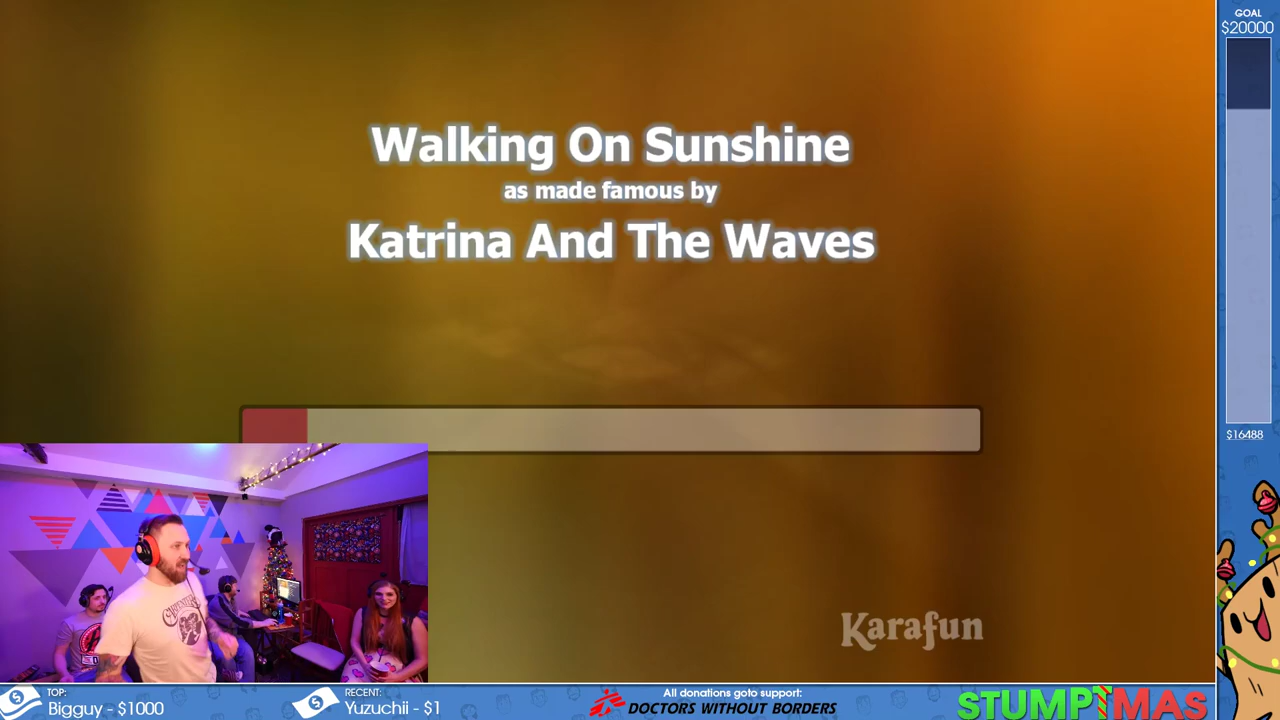 GOAL
$20000
Walking On Sunshine
as made famous by
Katrina And The Waves
$16488
Karafun
TOP:
Bigguy - $1000
RECENT:
Yuzuchii - $1
All donations goto support:
DOCTORS WITHOUT BORDERS
STUMPTMAS